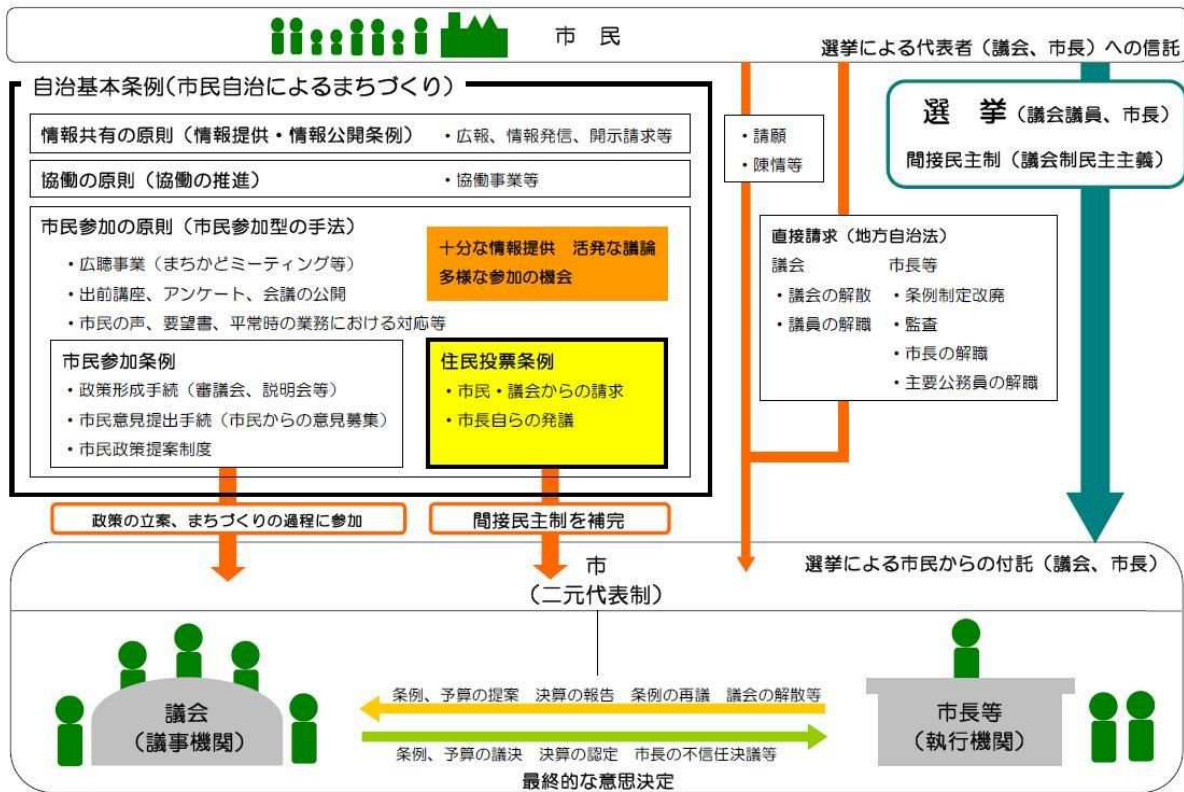 市 民
選挙による代表者（議会、市長）への信託
自治基本条例(市民自治によるまちづくり)
情報共有の原則（情報提供・情報公開条例） ・広報、情報発信、開示請求等
協働の原則（協働の推進） ・協働事業等
市民参加の原則（市民参加型の手法）
・広聴事業（まちかどミーティング等）
・出前講座、アンケート、会議の公開
・市民の声、要望書、平常時の業務における対応等
十分な情報提供 活発な議論
多様な参加の機会
市民参加条例
・政策形成手続（審議会、説明会等）
・市民意見提出手続（市民からの意見募集）
・市民政策提案制度
住民投票条例
・市民・議会からの請求
・市長自らの発議
・請願
・陳情等
選 挙（議会議員、市長）
間接民主制（議会制民主主義）
直接請求（地方自治法）
議会 市長等
・議会の解散 ・条例制定改廃
・議員の解職 ・監査
・市長の解職
・主要公務員の解職
政策の立案、まちづくりの過程に参加
間接民主制を補完
市
（二元代表制）
選挙による市民からの付託（議会、市長）
議会
（議事機関）
条例、予算の提案 決算の報告 条例の再議 議会の解散等
条例、予算の議決 決算の認定 市長の不信任決議等
最終的な意思決定
市長等
（執行機関）